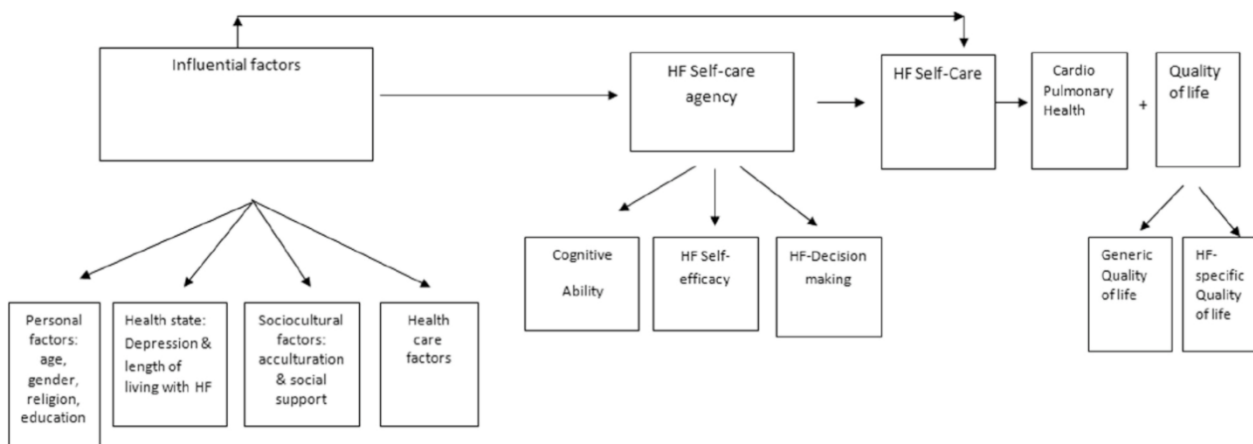 Influential factors
HF Self-care
agency
HF Self-Care
Cardio
Pulmonary
Health
+
Quality
of life
Cognitive
Ability
HF Self-
efficacy
HF-Decision
making
Generic
Quality
of life
HF-
specific
Quality
of life
Personal
factors:
age,
gender,
religion,
education
Health state:
Depression &
length of
living with HF
Sociocultural
factors:
acculturation
& social
support
Health
care
factors